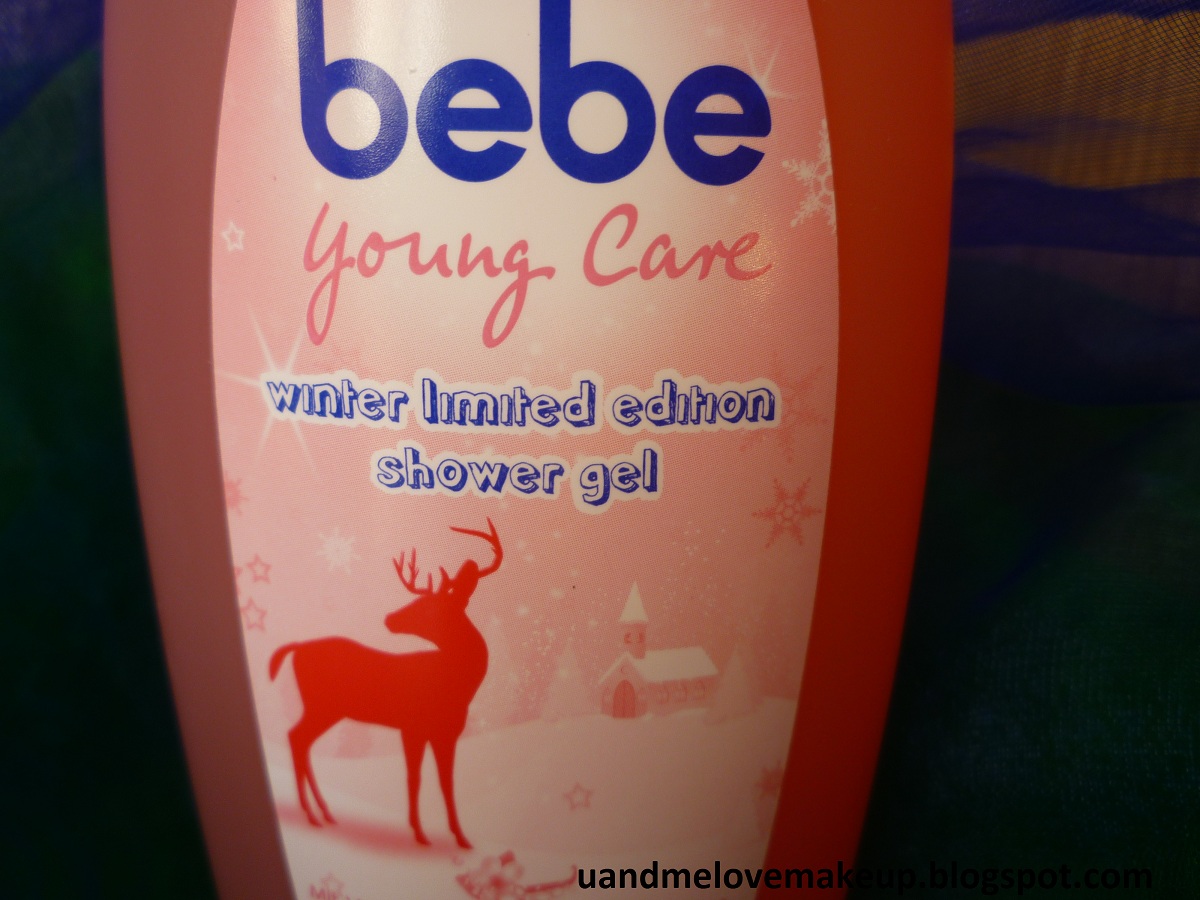 bebe
young Care
winter limited edition
shower gel
uandmelovemakeup.blogspot.com